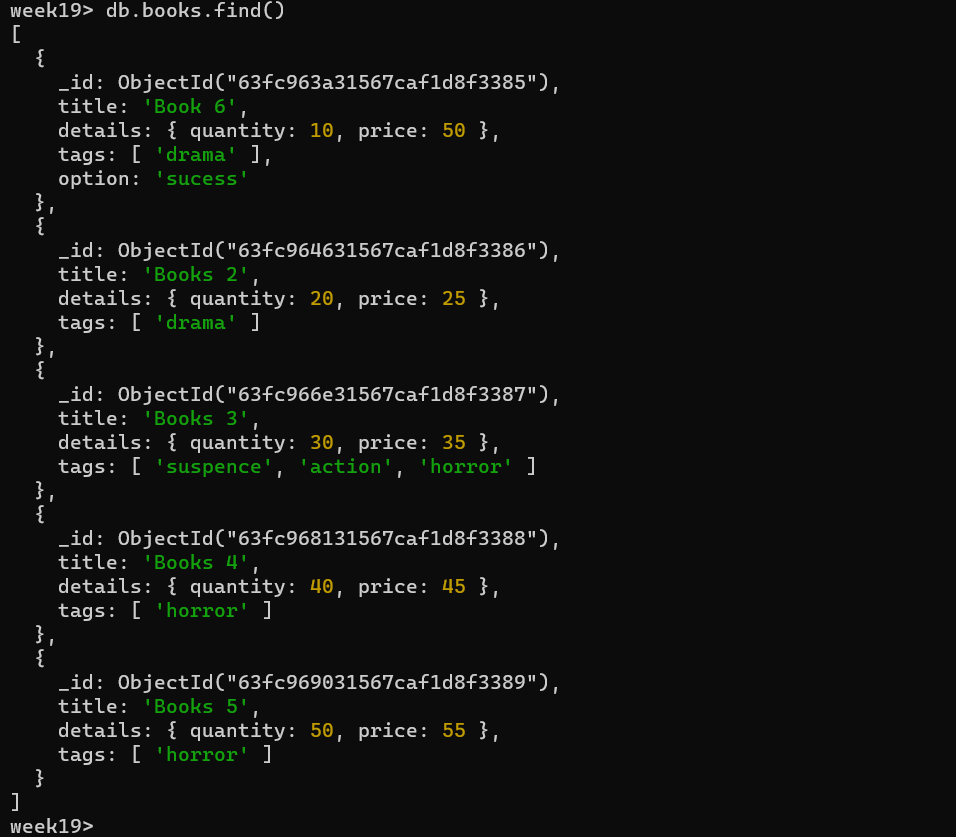 week19> db.books.find()
[
  {
    _id: ObjectId("63fc963a31567caf1d8f3385"),
    title: 'Book 6',
    details: { quantity: 10, price: 50 },
    tags: [ 'drama' ],
    option: 'sucess'
  },
  {
    _id: ObjectId("63fc964631567caf1d8f3386"),
    title: 'Books 2',
    details: { quantity: 20, price: 25 },
    tags: [ 'drama' ]
  },
  {
    _id: ObjectId("63fc966e31567caf1d8f3387"),
    title: 'Books 3',
    details: { quantity: 30, price: 35 },
    tags: [ 'suspence', 'action', 'horror' ]
  },
  {
    _id: ObjectId("63fc968131567caf1d8f3388"),
    title: 'Books 4',
    details: { quantity: 40, price: 45 },
    tags: [ 'horror' ]
  },
  {
    _id: ObjectId("63fc969031567caf1d8f3389"),
    title: 'Books 5',
    details: { quantity: 50, price: 55 },
    tags: [ 'horror' ]
  }
]
week19>